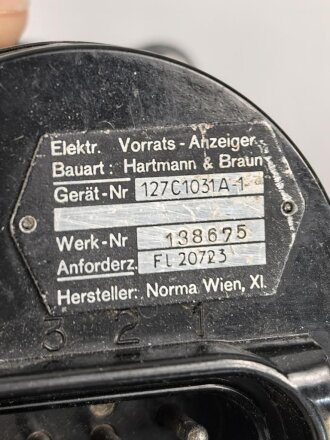 Elektr. Vorrats-Anzeiger
Bauart: Hartmann & Braun
Gerät-Nr 127C1031A-1
Werk-Nr 138675
Anforderz. Fl 20723
Hersteller: Norma Wien, XI.
3 2 1